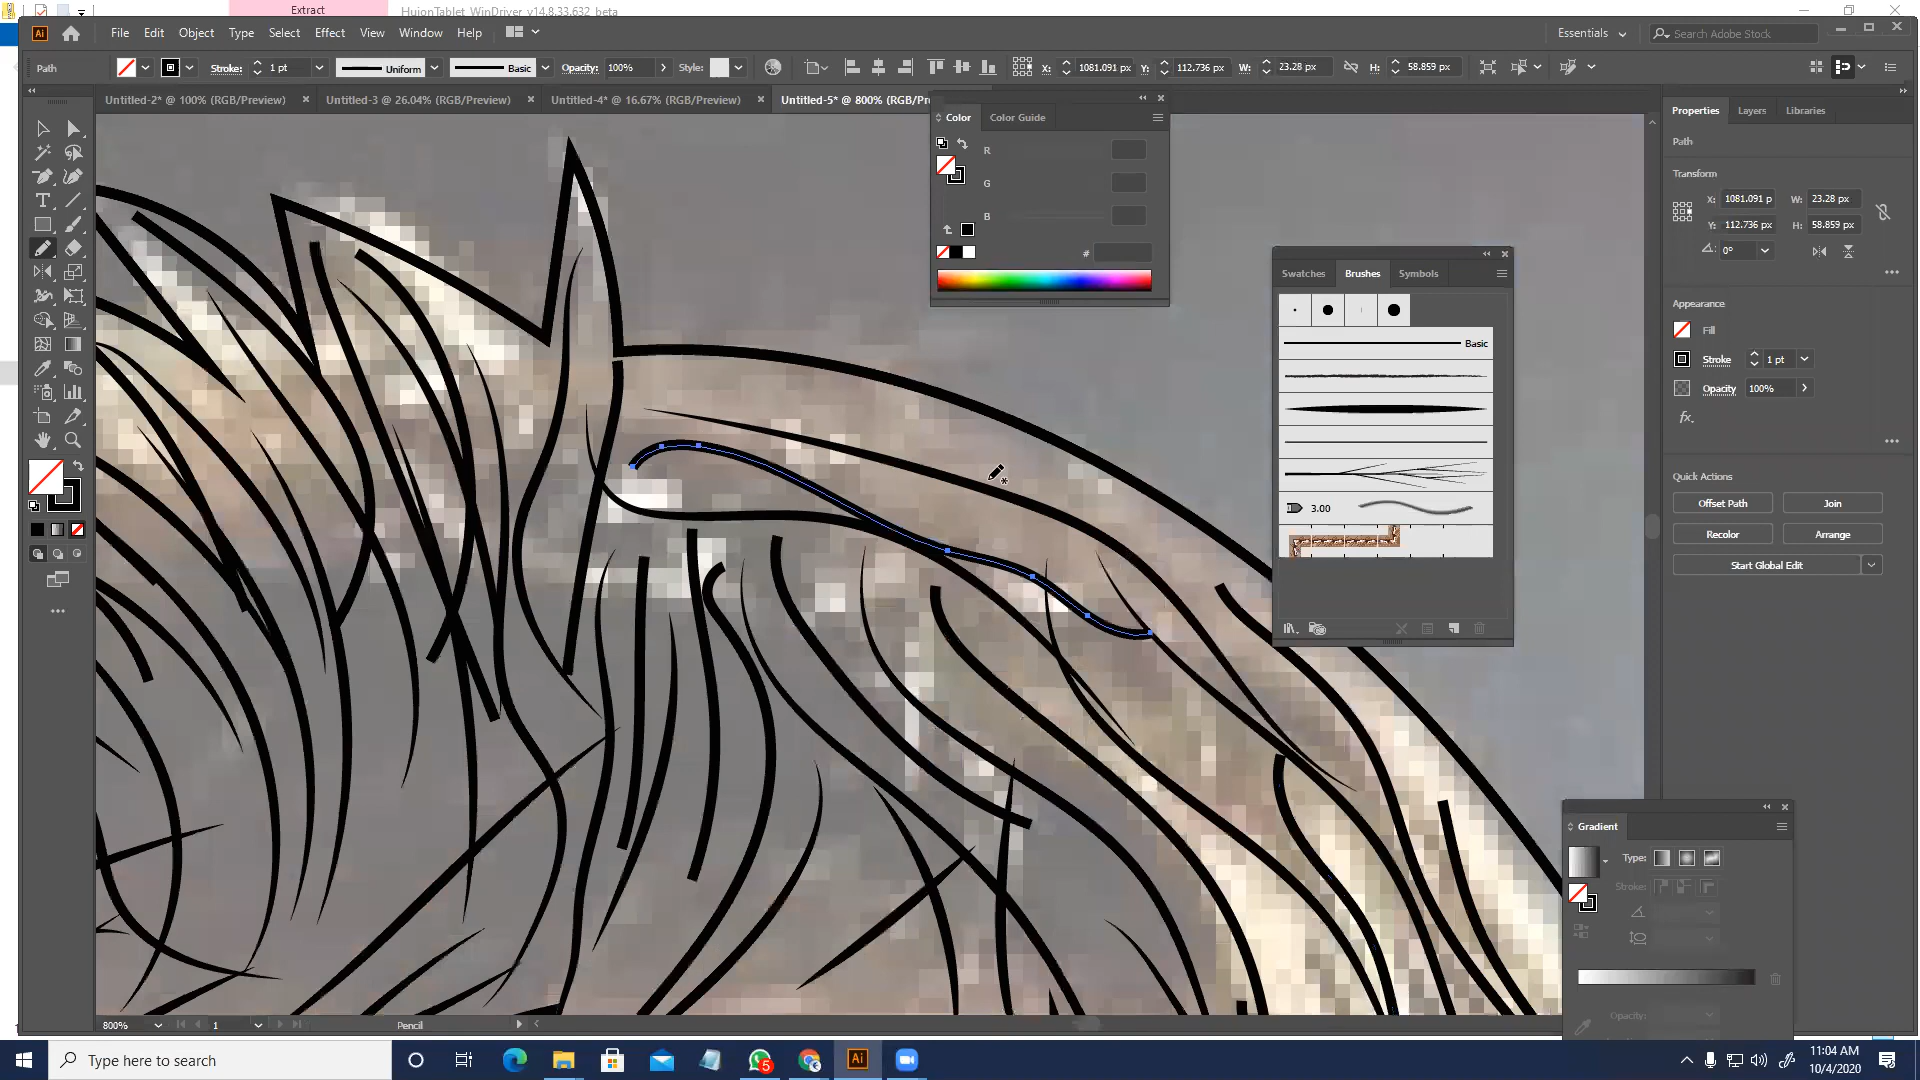 Extract
HuionTablet_WinDriver_v14.8.33.632_beta
Ai
File Edit Object Type Select Effect View Window Help
Essentials
Search Adobe Stock
Path
Stroke:
1 pt
Uniform
Basic
Opacity:
100%
Style:
X:
1081.091 px
Y:
112.736 px
W:
23.28 px
H:
58.859 px
Untitled-2* @ 100% (RGB/Preview)
Untitled-3 @ 26.04% (RGB/Preview)
Untitled-4* @ 16.67% (RGB/Preview)
Untitled-5* @ 800% (RGB/Pre
Color
Color Guide
R
G
B
#
Swatches
Brushes
Symbols
Basic
3.00
Properties
Layers
Libraries
Path
Transform
X:
1081.091 p
W:
23.28 px
Y:
112.736 px
H:
58.859 px
0°
Appearance
Fill
Stroke
1 pt
Opacity
100%
fx.
Quick Actions
Offset Path
Join
Recolor
Arrange
Start Global Edit
Gradient
Type:
Stroke:
Opacity:
800%
1
Pencil
Type here to search
5
Ai
11:04 AM
10/4/2020